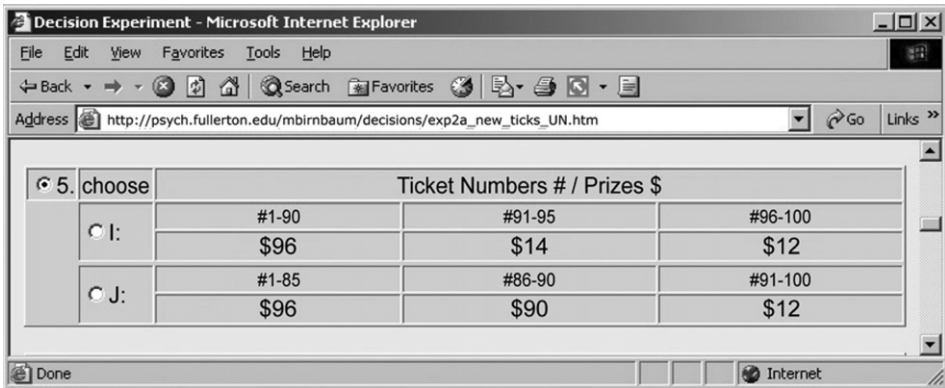 Decision Experiment - Microsoft Internet Explorer
File Edit View Favorites Tools Help
Back Search Favorites
Address http://psych.fullerton.edu/mbirnbaum/decisions/exp2a_new_ticks_UN.htm Go Links »
5. choose Ticket Numbers # / Prizes $
I: #1-90 #91-95 #96-100
$96 $14 $12
J: #1-85 #86-90 #91-100
$96 $90 $12
Done Internet